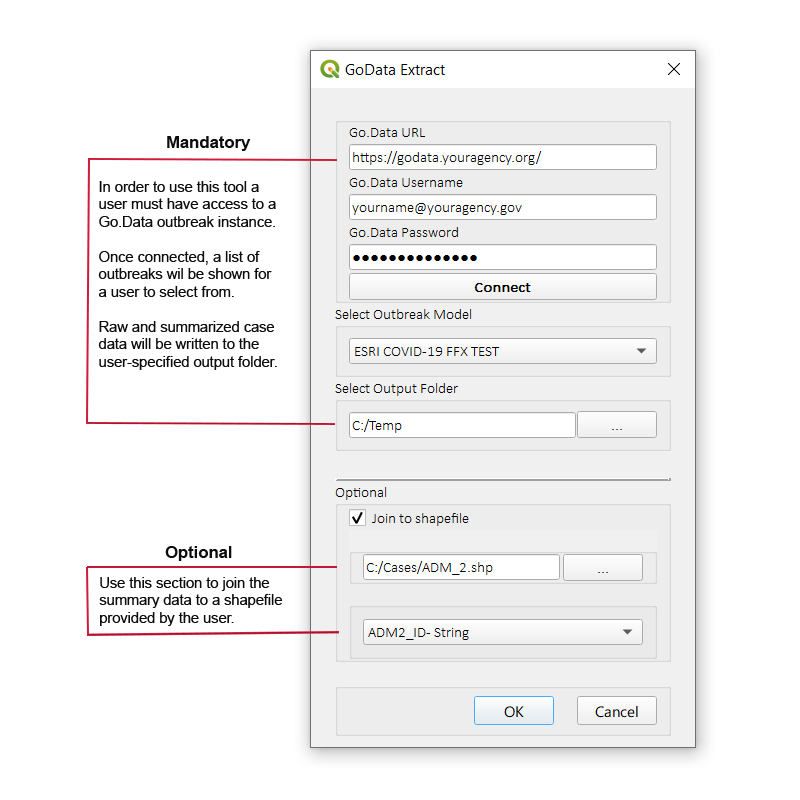 GoData Extract
Mandatory
In order to use this tool a
user must have access to a
Go.Data outbreak instance.
Once connected, a list of
outbreaks wil be shown for
a user to select from.
Raw and summarized case
data will be written to the
user-specified output folder.
Go.Data URL
https://godata.youragency.org/
Go.Data Username
yourname@youragency.gov
Go.Data Password
●●●●●●●●●●●●●●
Connect
Select Outbreak Model
ESRI COVID-19 FFX TEST
Select Output Folder
C:/Temp
...
Optional
Use this section to join the
summary data to a shapefile
provided by the user.
Optional
Join to shapefile
C:/Cases/ADM_2.shp
...
ADM2_ID- String
OK
Cancel